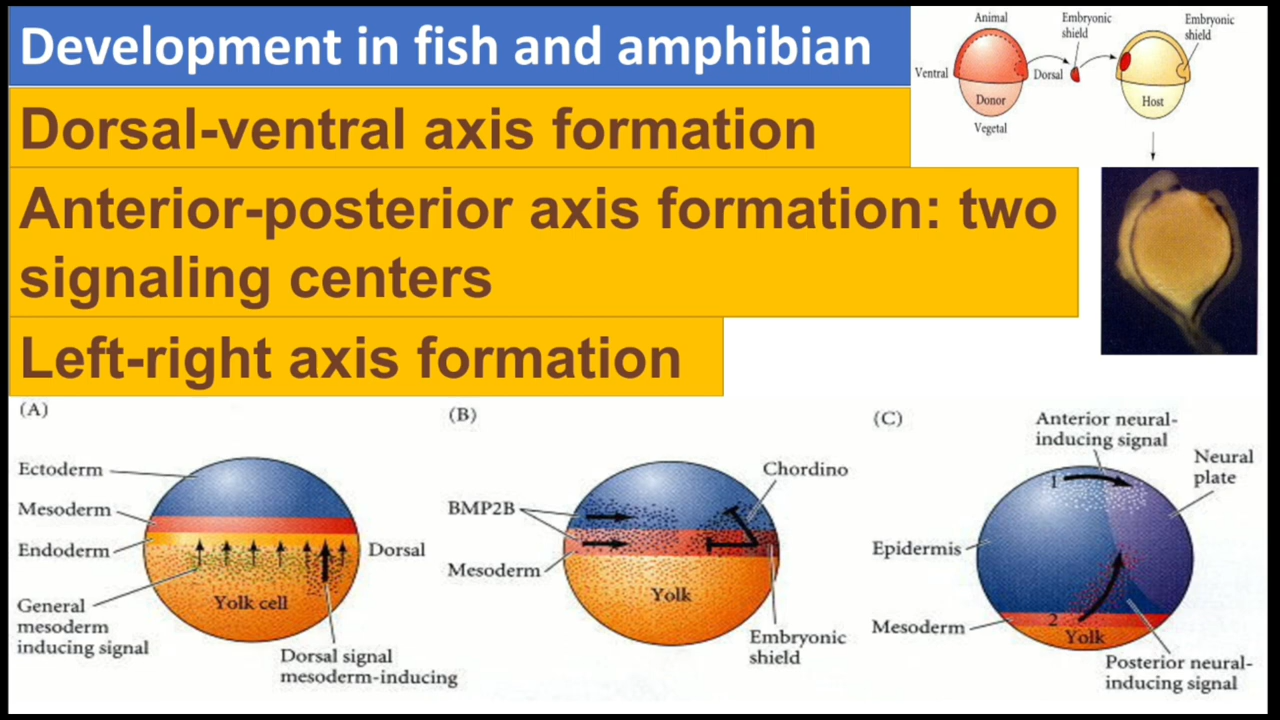 Development in fish and amphibian
Dorsal-ventral axis formation
Anterior-posterior axis formation: two
signaling centers
Left-right axis formation
Animal
Embryonic
shield
Embryonic
shield
Ventral
Dorsal
Donor
Host
Vegetal
(A)
Ectoderm
Mesoderm
Endoderm
Dorsal
Yolk cell
General
mesoderm
inducing signal
Dorsal signal
mesoderm-inducing
(B)
Chordino
BMP2B
Mesoderm
Yolk
Embryonic
shield
(C)
Anterior neural-
inducing signal
Neural
plate
1
Epidermis
Mesoderm
2
Yolk
Posterior neural-
inducing signal